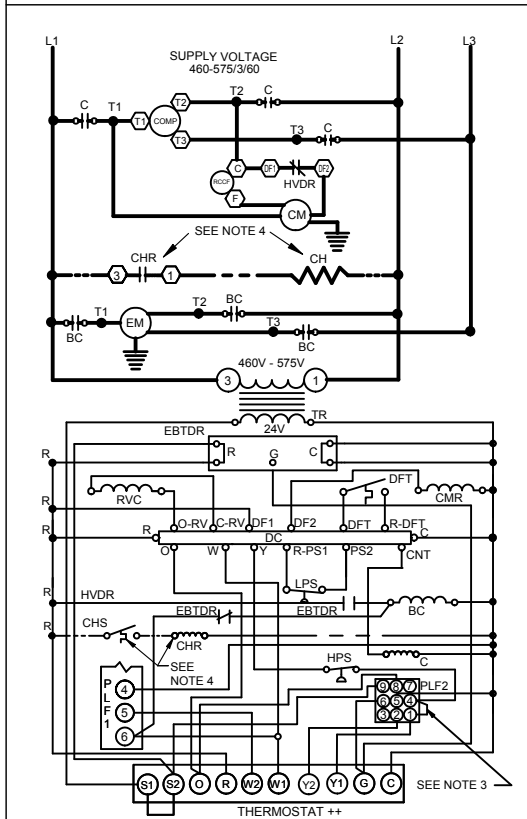 L1 L2 L3
SUPPLY VOLTAGE
460-575/3/60
C T1 T1 COMP T2 T2 C
T3 T3 C
C DF1 HVDR DF2
RCCF
F CM
SEE NOTE 4
CHR CH
3 1
BC T1 EM T2 BC
T3 BC
460V - 575V
3 1
TR
24V
EBTDR
R R G C
RVC DFT CMR
R O-RV C-RV DF1 DF2 DFT R-DFT
R DC C
O W Y R-PS1 PS2 CNT
LPS
R HVDR EBTDR EBTDR BC
R CHS CHR C
SEE
NOTE 4
HPS
PLF1
4
5
6
9 8 7 PLF2
6 5 4
3 2 1
S1 S2 O R W2 W1 Y2 Y1 G C
SEE NOTE 3
THERMOSTAT ++